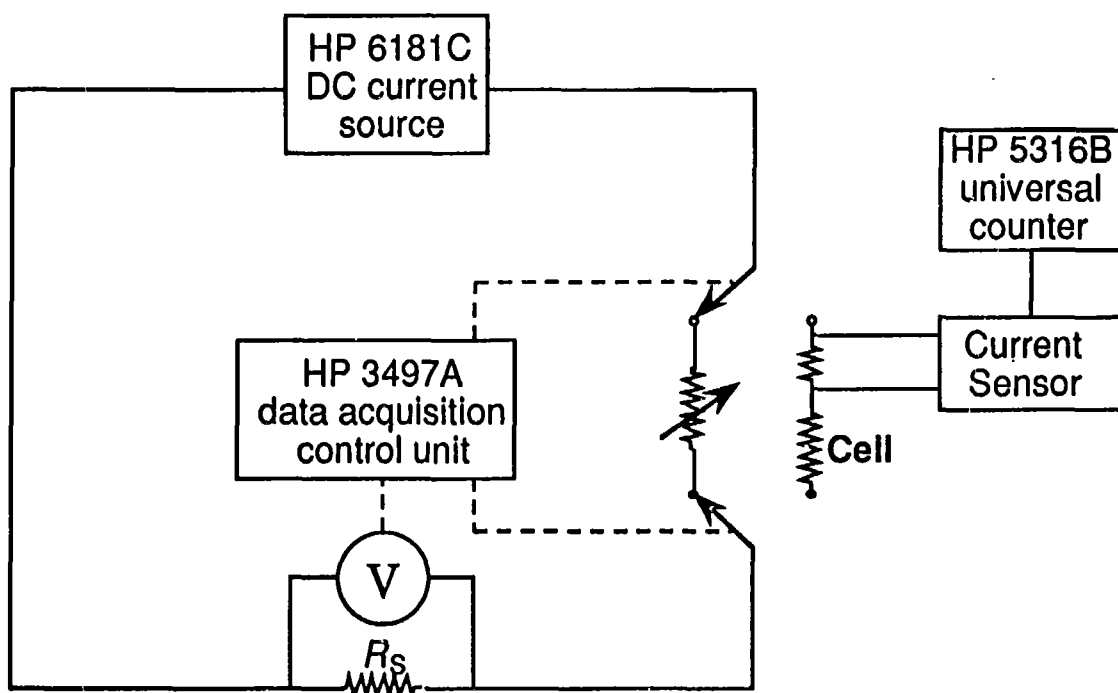 HP 6181C
DC current
source
HP 5316B
universal
counter
HP 3497A
data acquisition
control unit
Current
Sensor
Cell
V
RS